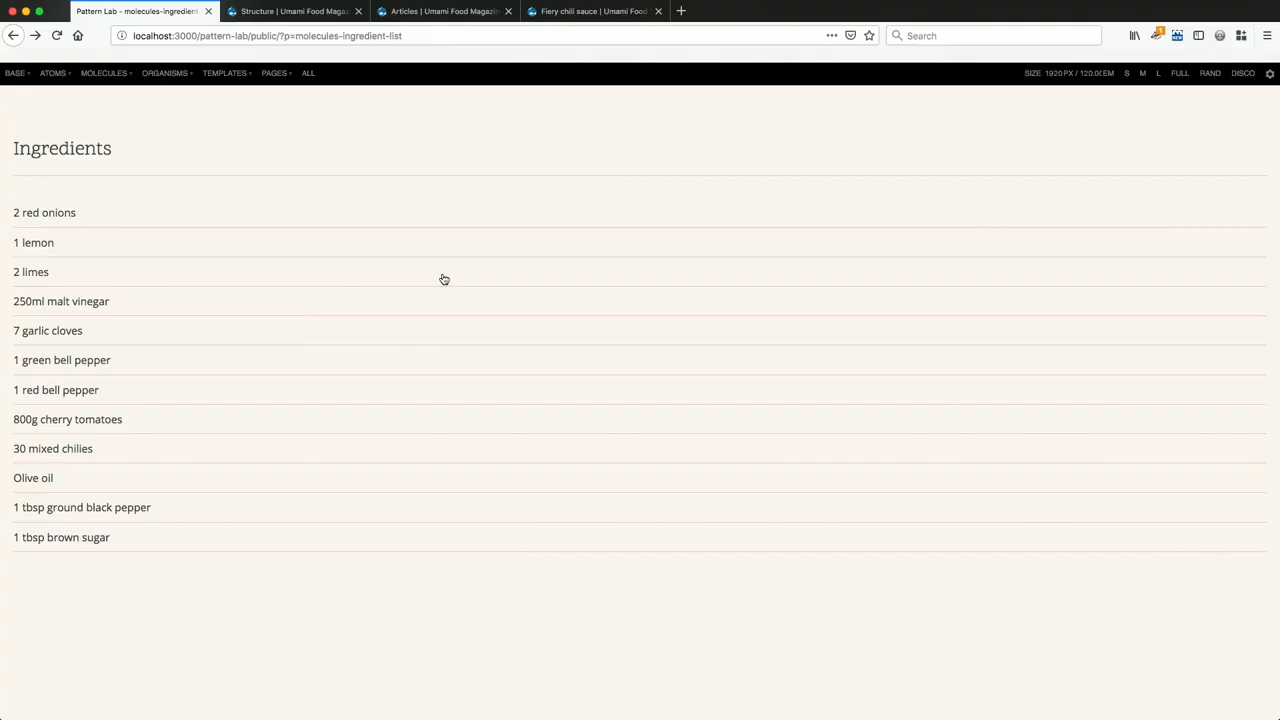 Pattern Lab - molecules-ingredient
Structure | Umami Food Magaz
Articles | Umami Food Magazin
Fiery chili sauce | Umami Food
localhost:3000/pattern-lab/public/?p=molecules-ingredient-list
Search
BASE ATOMS MOLECULES ORGANISMS TEMPLATES PAGES ALL SIZE 1920PX / 120.00EM S M L FULL RAND DISCO
Ingredients
2 red onions
1 lemon
2 limes
250ml malt vinegar
7 garlic cloves
1 green bell pepper
1 red bell pepper
800g cherry tomatoes
30 mixed chilies
Olive oil
1 tbsp ground black pepper
1 tbsp brown sugar